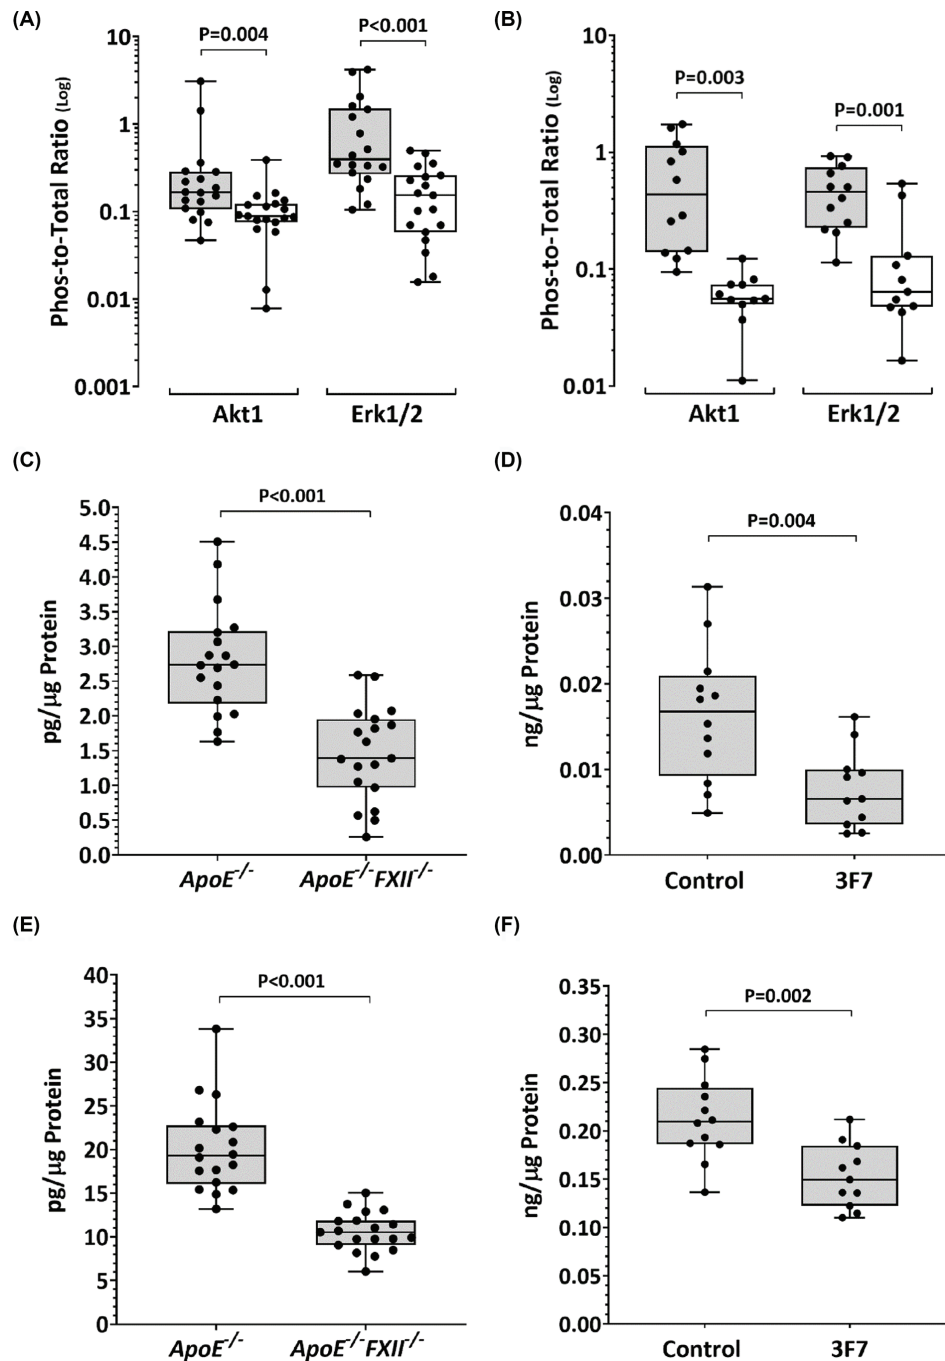 (A)
Phos-to-Total Ratio (Log)
10
1
0.1
0.01
0.001
P=0.004
P<0.001
Akt1
Erk1/2
(B)
Phos-to-Total Ratio (Log)
10
1
0.1
0.01
P=0.003
P=0.001
Akt1
Erk1/2
(C)
pg/µg Protein
5.0
4.5
4.0
3.5
3.0
2.5
2.0
1.5
1.0
0.5
0.0
P<0.001
ApoE-/-
ApoE-/-FXII-/-
(D)
ng/µg Protein
0.04
0.03
0.02
0.01
0.00
P=0.004
Control
3F7
(E)
pg/µg Protein
40
35
30
25
20
15
10
5
0
P<0.001
ApoE-/-
ApoE-/-FXII-/-
(F)
ng/µg Protein
0.35
0.30
0.25
0.20
0.15
0.10
0.05
0.00
P=0.002
Control
3F7